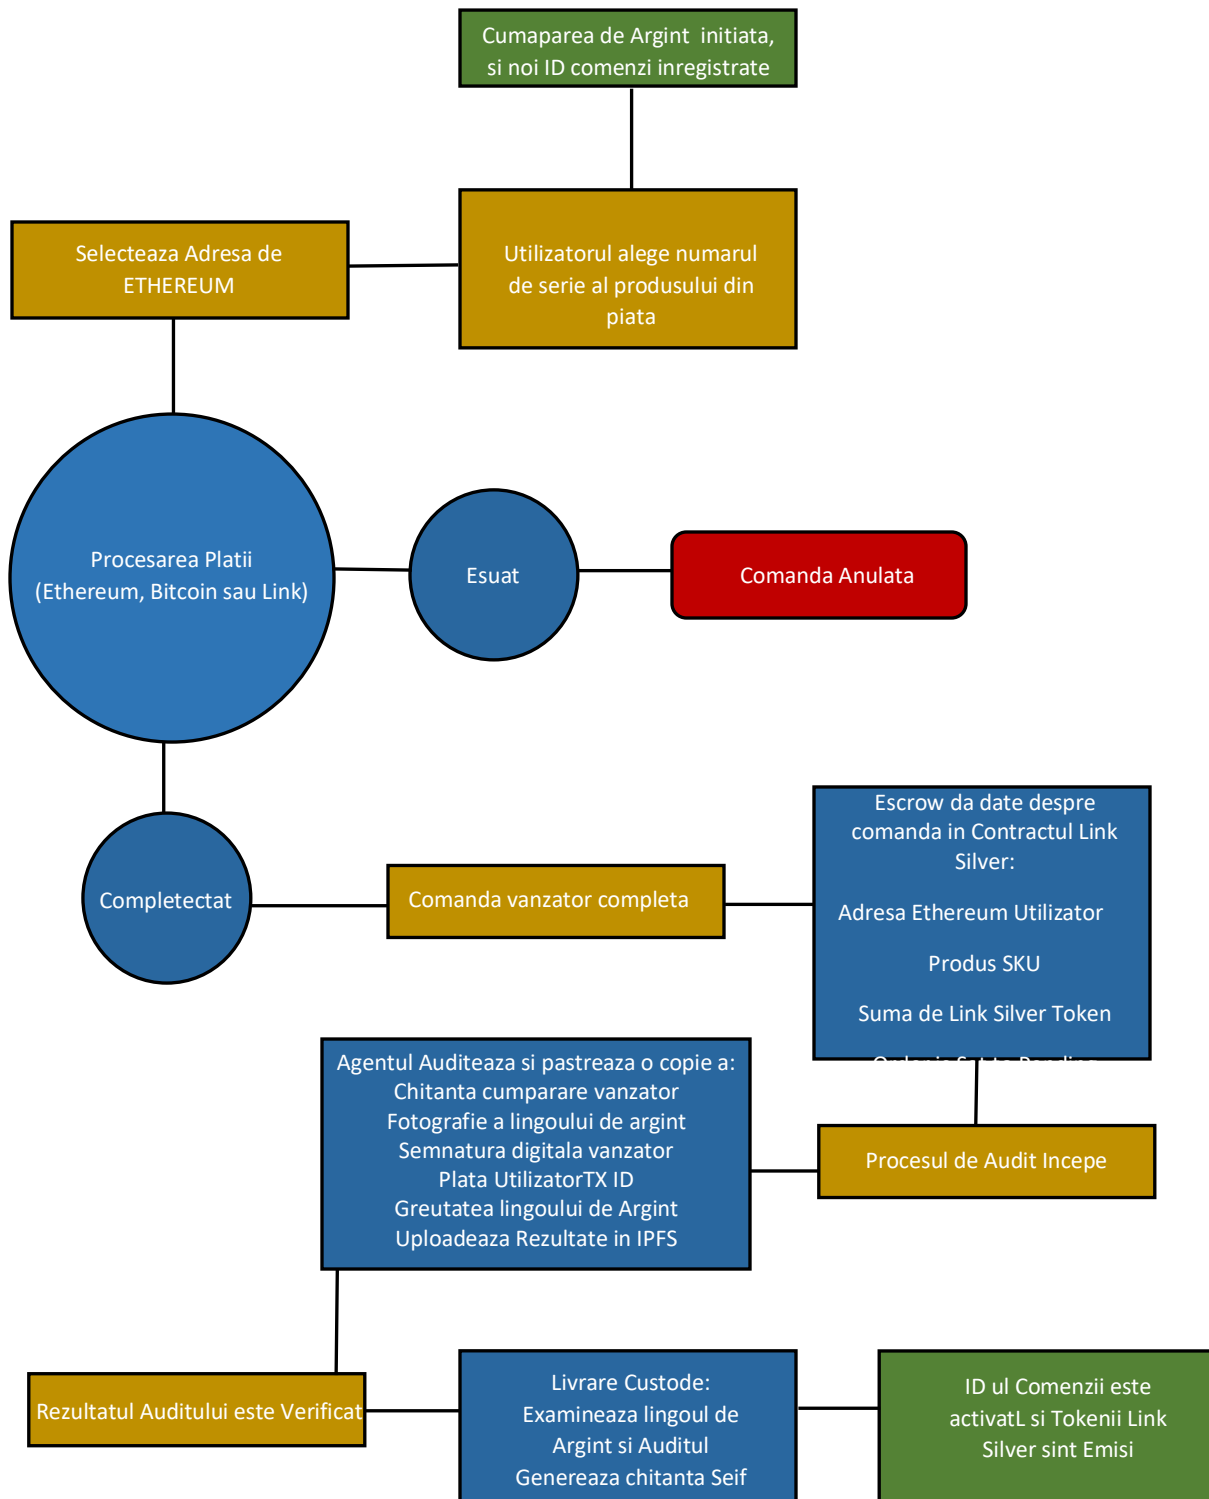 Cumaparea de Argint initiata,
si noi ID comenzi inregistrate
Utilizatorul alege numarul
de serie al produsului din
piata
Selecteaza Adresa de
ETHEREUM
Procesarea Platii
(Ethereum, Bitcoin sau Link)
Esuat
Comanda Anulata
Completectat
Comanda vanzator completa
Escrow da date despre
comanda in Contractul Link
Silver:
Adresa Ethereum Utilizator
Produs SKU
Suma de Link Silver Token
Order is Set to Pending
Procesul de Audit Incepe
Agentul Auditeaza si pastreaza o copie a:
Chitanta cumparare vanzator
Fotografie a lingoului de argint
Semnatura digitala vanzator
Plata UtilizatorTX ID
Greutatea lingoului de Argint
Uploadeaza Rezultate in IPFS
Rezultatul Auditului este Verificat
Livrare Custode:
Examineaza lingoul de
Argint si Auditul
Genereaza chitanta Seif
ID ul Comenzii este
activatL si Tokenii Link
Silver sint Emisi